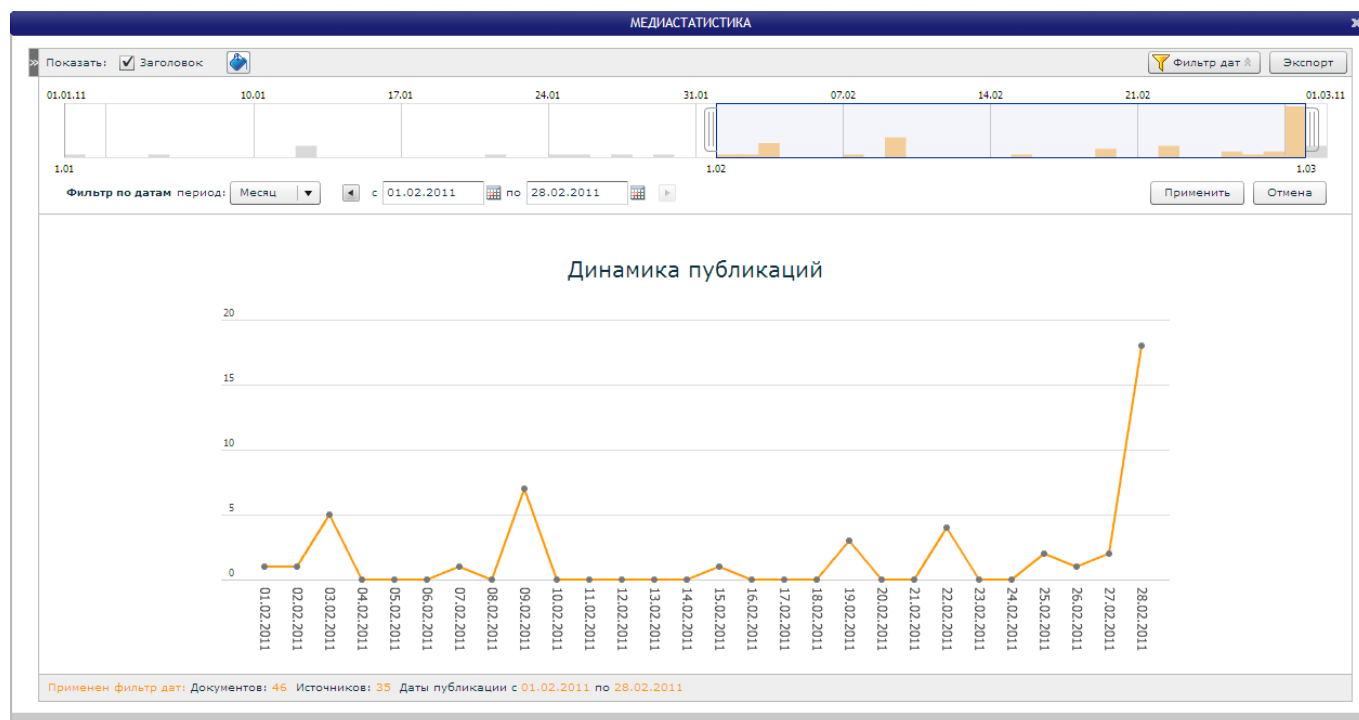 МЕДИАСТАТИСТИКА
Показать: Заголовок Фильтр дат Экспорт
01.01.11 10.01 17.01 24.01 31.01 07.02 14.02 21.02 01.03.11
1.01 1.02 1.03
Фильтр по датам период: Месяц с 01.02.2011 по 28.02.2011 Применить Отмена
Динамика публикаций
20
15
10
5
0
01.02.2011 02.02.2011 03.02.2011 04.02.2011 05.02.2011 06.02.2011 07.02.2011 08.02.2011 09.02.2011 10.02.2011 11.02.2011 12.02.2011 13.02.2011 14.02.2011 15.02.2011 16.02.2011 17.02.2011 18.02.2011 19.02.2011 20.02.2011 21.02.2011 22.02.2011 23.02.2011 24.02.2011 25.02.2011 26.02.2011 27.02.2011 28.02.2011
Применен фильтр дат: Документов: 46 Источников: 35 Даты публикации с 01.02.2011 по 28.02.2011